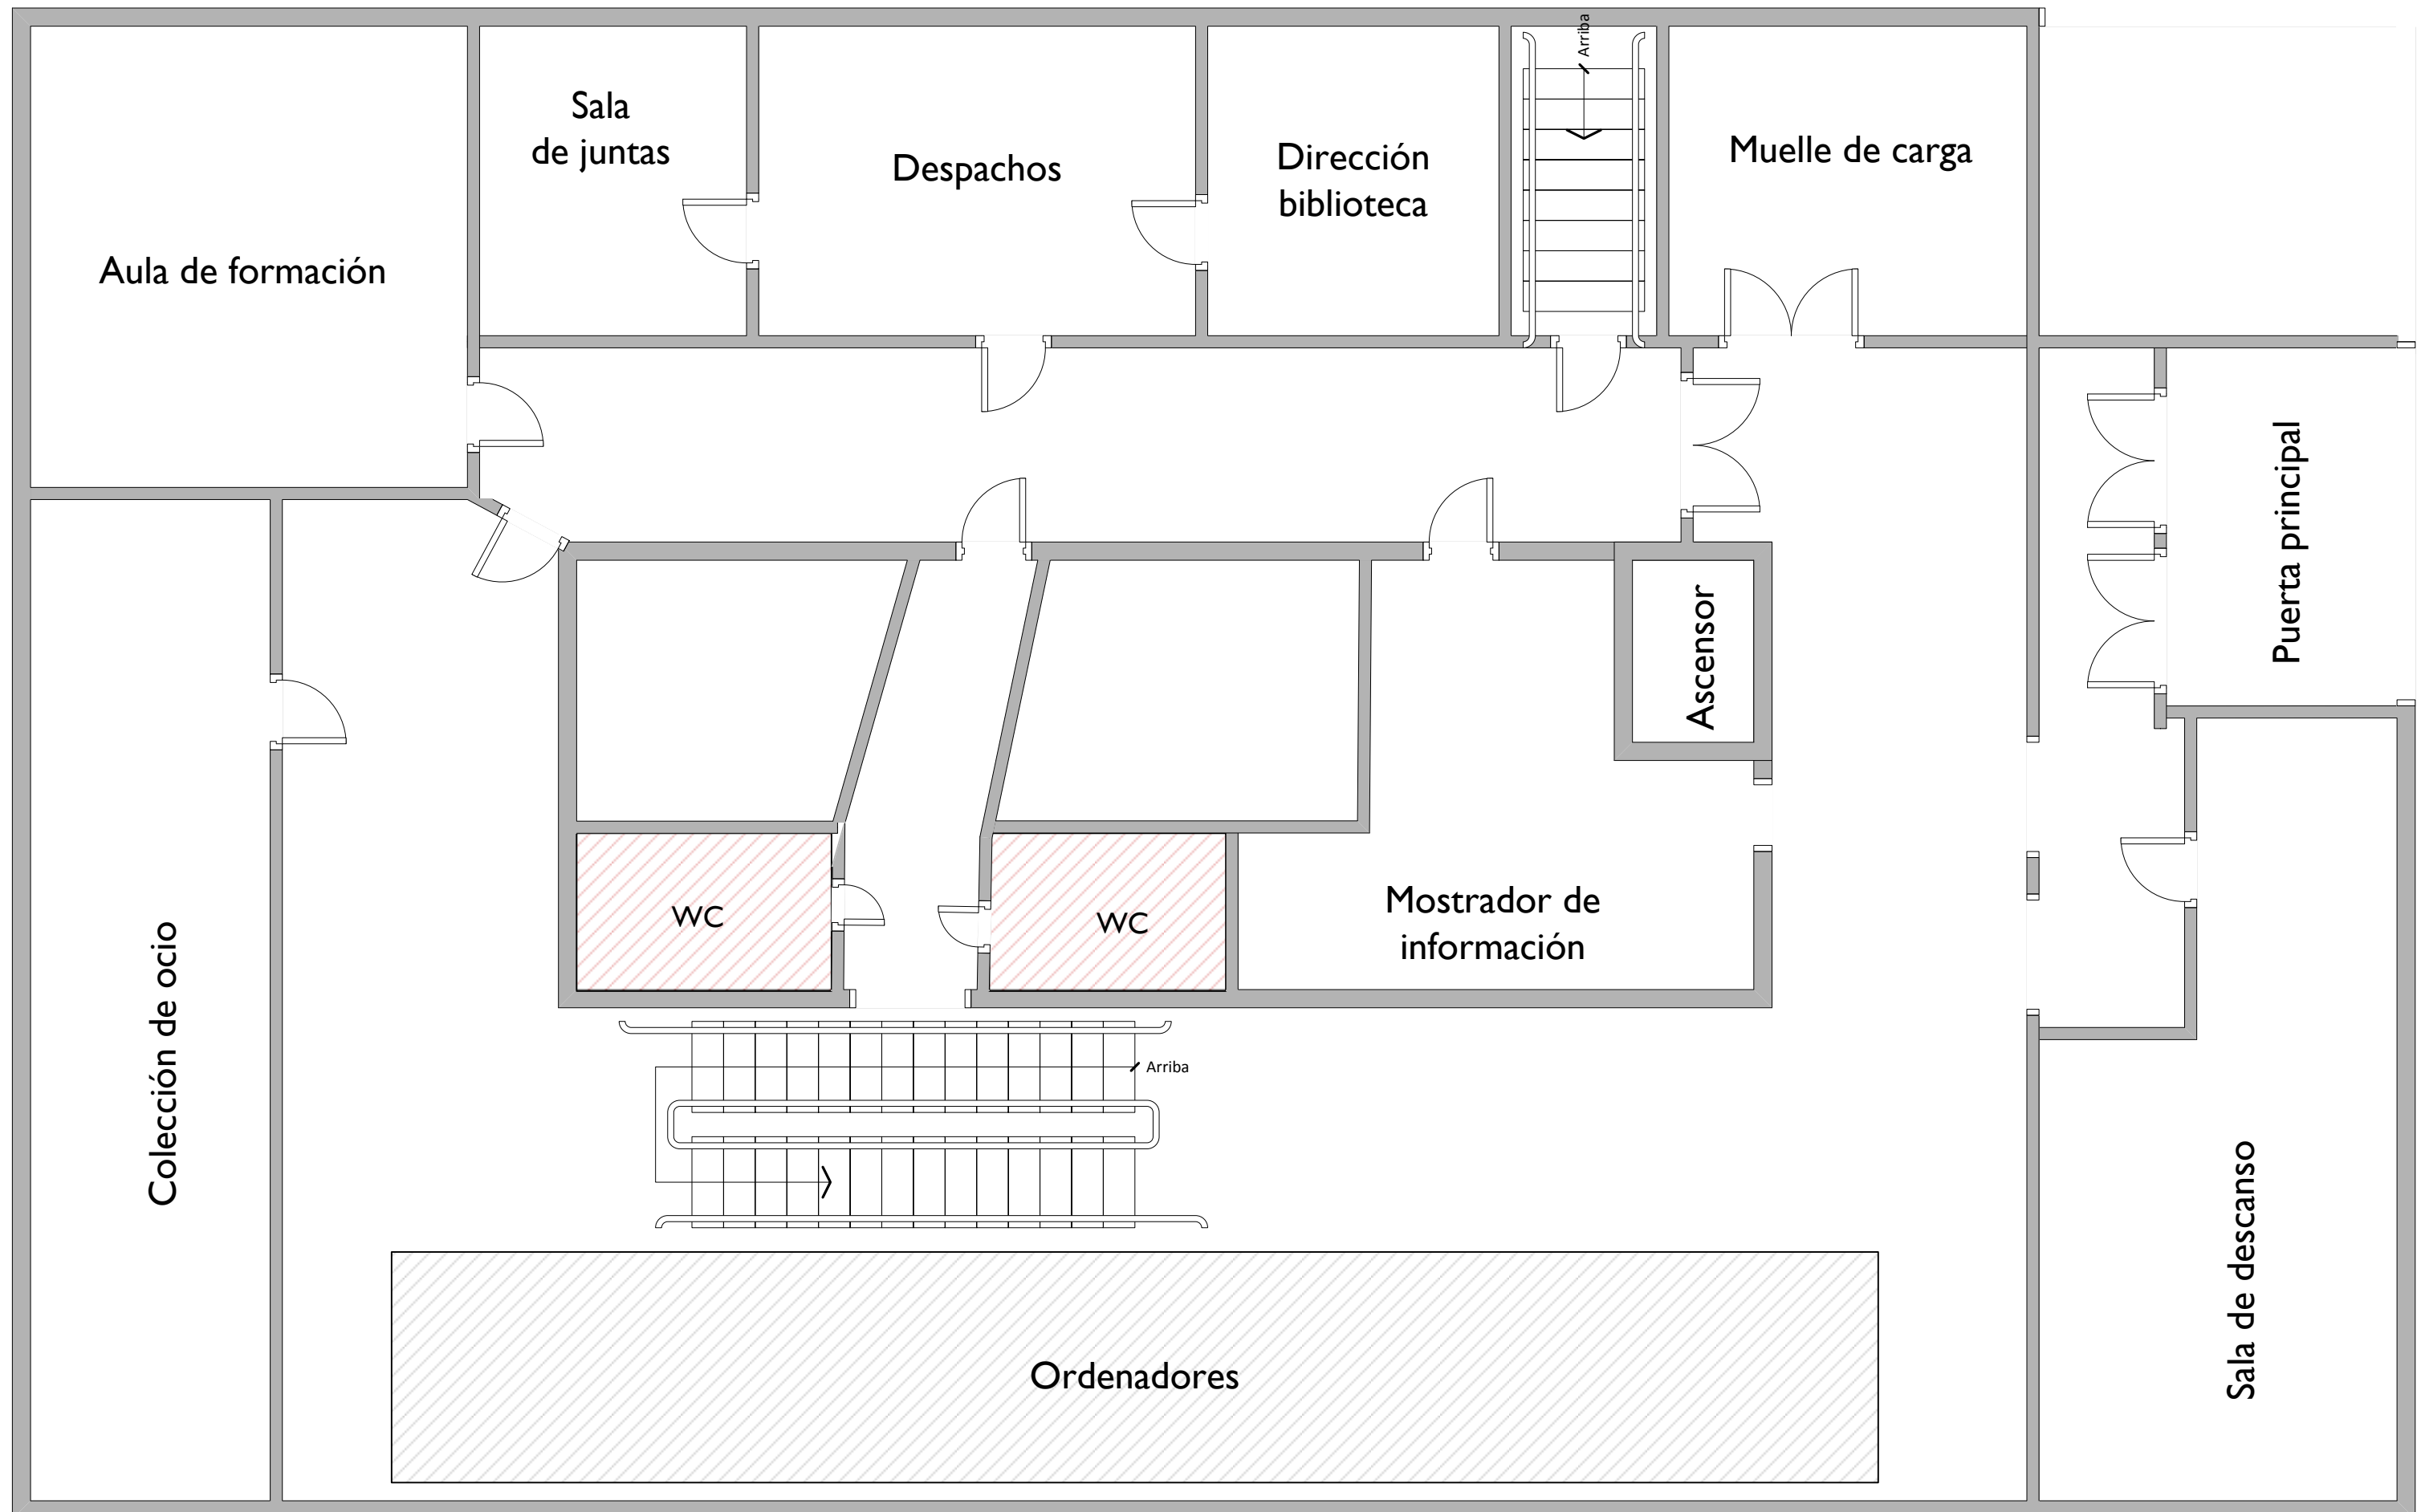 Arriba
Sala
de juntas
Despachos
Dirección
biblioteca
Muelle de carga
Aula de formación
Puerta principal
Ascensor
WC
WC
Mostrador de
información
Colección de ocio
Arriba
Sala de descanso
Ordenadores